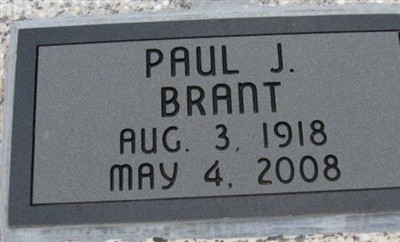 PAUL J.
BRANT
AUG. 3, 1918
MAY 4, 2008